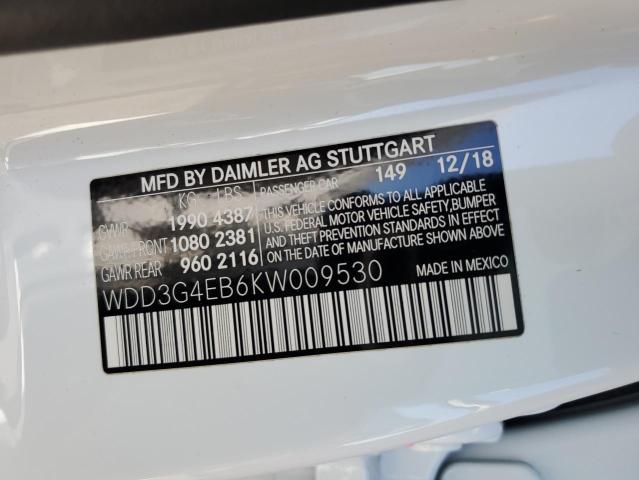 MFD BY DAIMLER AG STUTTGART
KG LBS PASSENGER CAR 149 12/18
GVWR 1990 4387
GAWR FRONT 1080 2381
GAWR REAR 960 2116
THIS VEHICLE CONFORMS TO ALL APPLICABLE
U.S. FEDERAL MOTOR VEHICLE SAFETY,BUMPER
AND THEFT PREVENTION STANDARDS IN EFFECT
ON THE DATE OF MANUFACTURE SHOWN ABOVE.
WDD3G4EB6KW009530 MADE IN MEXICO